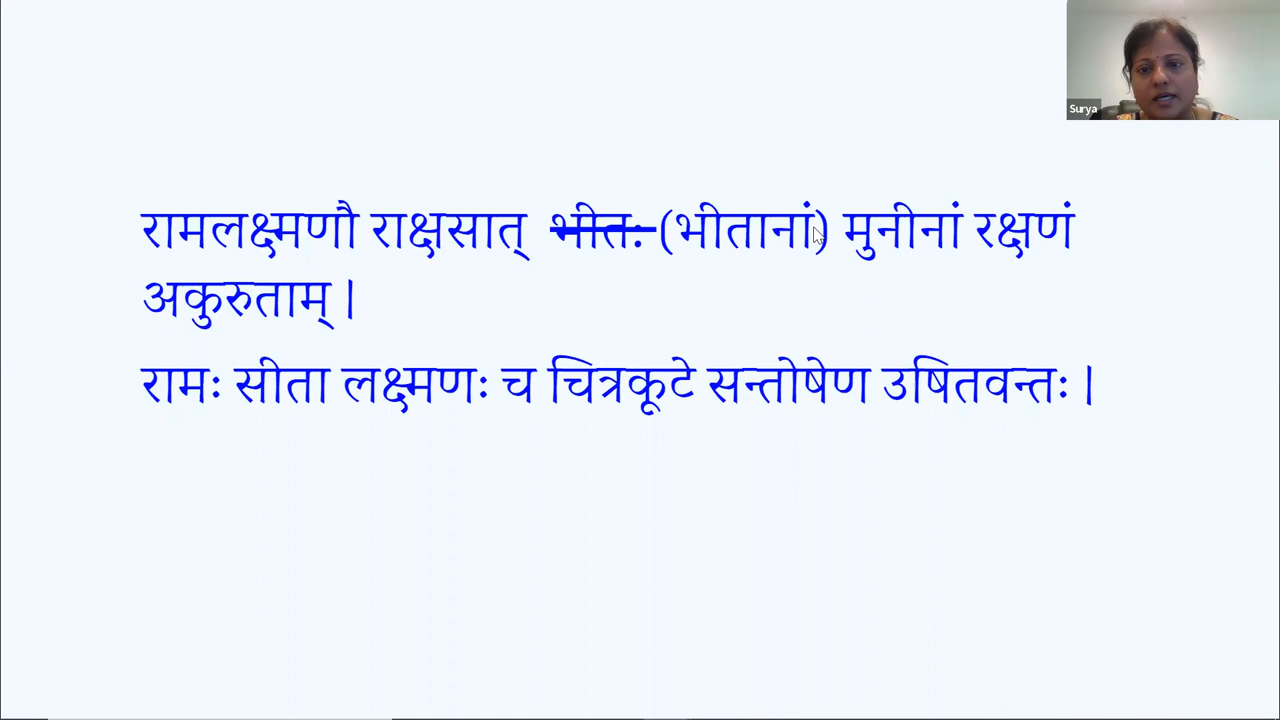 Surya
रामलक्ष्मणौ राक्षसात् भीतः (भीतानां) मुनीनां रक्षणं
अकुरुताम् |
रामः सीता लक्ष्मणः च चित्रकूटे सन्तोषेण उषितवन्तः |